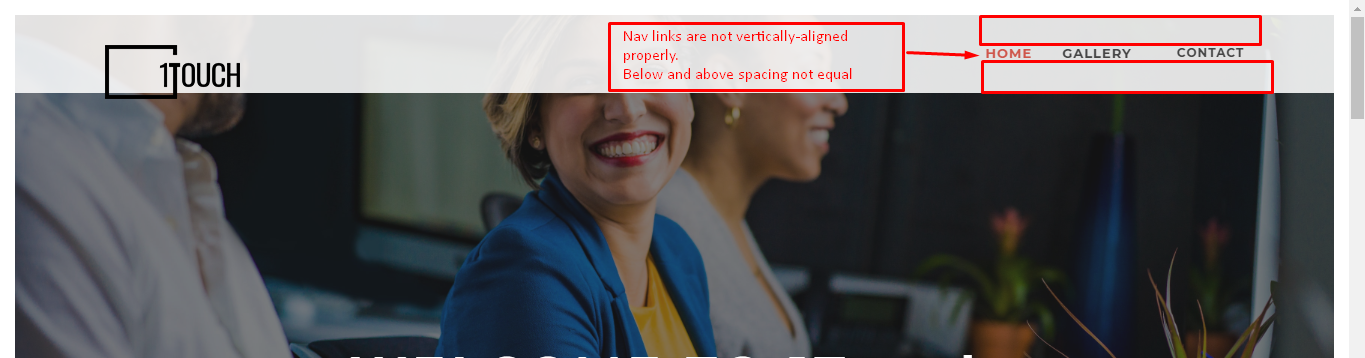 1TOUCH
Nav links are not vertically-aligned
properly.
Below and above spacing not equal
HOME GALLERY CONTACT